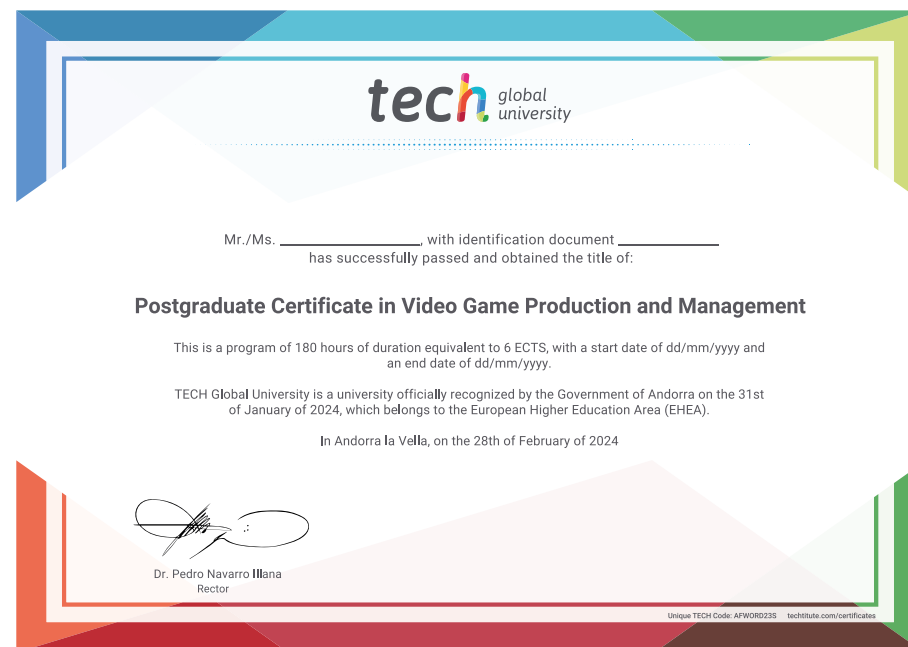 tech global university
Mr./Ms. ____________, with identification document ____________
has successfully passed and obtained the title of:
Postgraduate Certificate in Video Game Production and Management
This is a program of 180 hours of duration equivalent to 6 ECTS, with a start date of dd/mm/yyyy and
an end date of dd/mm/yyyy.
TECH Global University is a university officially recognized by the Government of Andorra on the 31st
of January of 2024, which belongs to the European Higher Education Area (EHEA).
In Andorra la Vella, on the 28th of February of 2024
Dr. Pedro Navarro Illana
Rector
Unique TECH Code: AFWORD23S techtitute.com/certificates